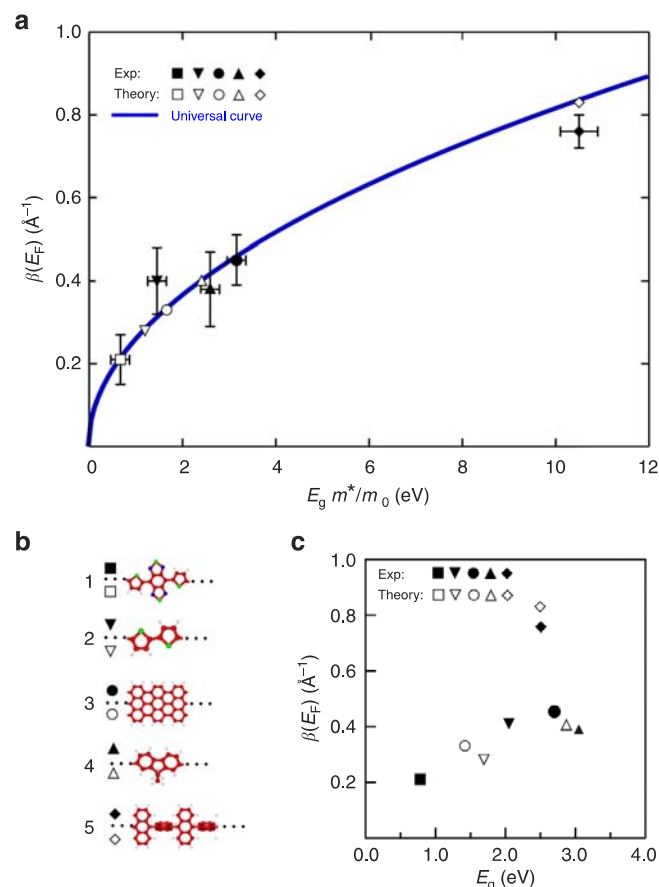 a
1.0
Exp:
Theory:
Universal curve
0.8
0.6
0.4
0.2
β(E_F) (Å⁻¹)
0 2 4 6 8 10 12
E_g m*/m_0 (eV)
b
1
2
3
4
5
c
1.0
Exp:
Theory:
0.8
0.6
0.4
0.2
β(E_F) (Å⁻¹)
0.0 1.0 2.0 3.0 4.0
E_g (eV)